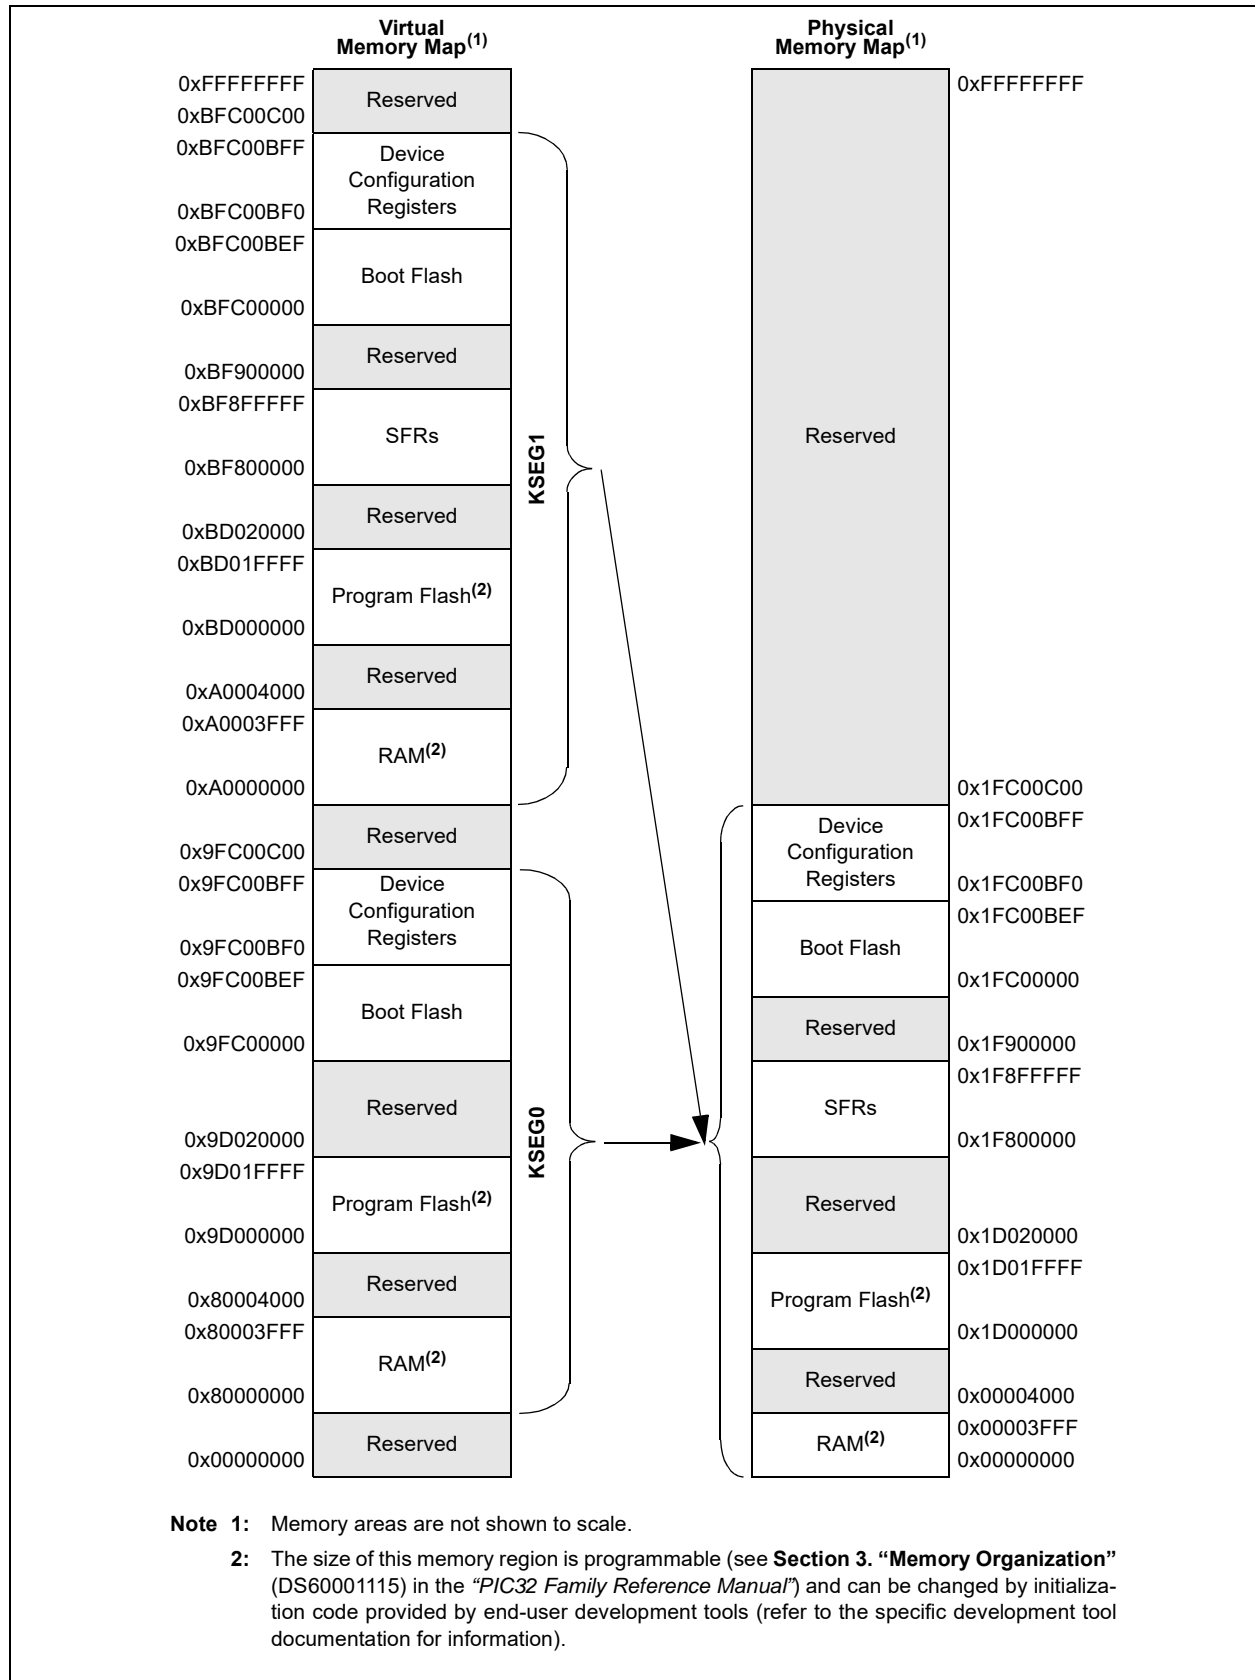 Virtual
Memory Map(1)
0xFFFFFFFF
Reserved
0xBFC00C00
0xBFC00BFF
Device
Configuration
Registers
0xBFC00BF0
0xBFC00BEF
Boot Flash
0xBFC00000
Reserved
0xBF900000
0xBF8FFFFF
SFRs
0xBF800000
Reserved
0xBD020000
0xBD01FFFF
Program Flash(2)
0xBD000000
Reserved
0xA0004000
0xA0003FFF
RAM(2)
0xA0000000
KSEG1
Reserved
0x9FC00C00
0x9FC00BFF
Device
Configuration
Registers
0x9FC00BF0
0x9FC00BEF
Boot Flash
0x9FC00000
Reserved
0x9D020000
0x9D01FFFF
Program Flash(2)
0x9D000000
Reserved
0x80004000
0x80003FFF
RAM(2)
0x80000000
KSEG0
Reserved
0x00000000
Physical
Memory Map(1)
0xFFFFFFFF
Reserved
0x1FC00C00
0x1FC00BFF
Device
Configuration
Registers
0x1FC00BF0
0x1FC00BEF
Boot Flash
0x1FC00000
Reserved
0x1F900000
0x1F8FFFFF
SFRs
0x1F800000
Reserved
0x1D020000
0x1D01FFFF
Program Flash(2)
0x1D000000
Reserved
0x00004000
0x00003FFF
RAM(2)
0x00000000
Note 1: Memory areas are not shown to scale.
2: The size of this memory region is programmable (see Section 3. “Memory Organization”
(DS60001115) in the “PIC32 Family Reference Manual”) and can be changed by initializa-
tion code provided by end-user development tools (refer to the specific development tool
documentation for information).